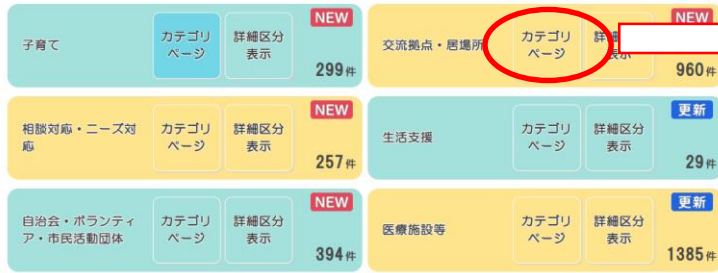 子育て
カテゴリ
ページ
詳細区分
表示
NEW
299件
交流拠点・居場所
カテゴリ
ページ
NEW
960件
相談対応・ニーズ対
応
カテゴリ
ページ
詳細区分
表示
NEW
257件
生活支援
カテゴリ
ページ
詳細区分
表示
更新
29件
自治会・ボランティ
ア・市民活動団体
カテゴリ
ページ
詳細区分
表示
NEW
394件
医療施設等
カテゴリ
ページ
詳細区分
表示
更新
1385件